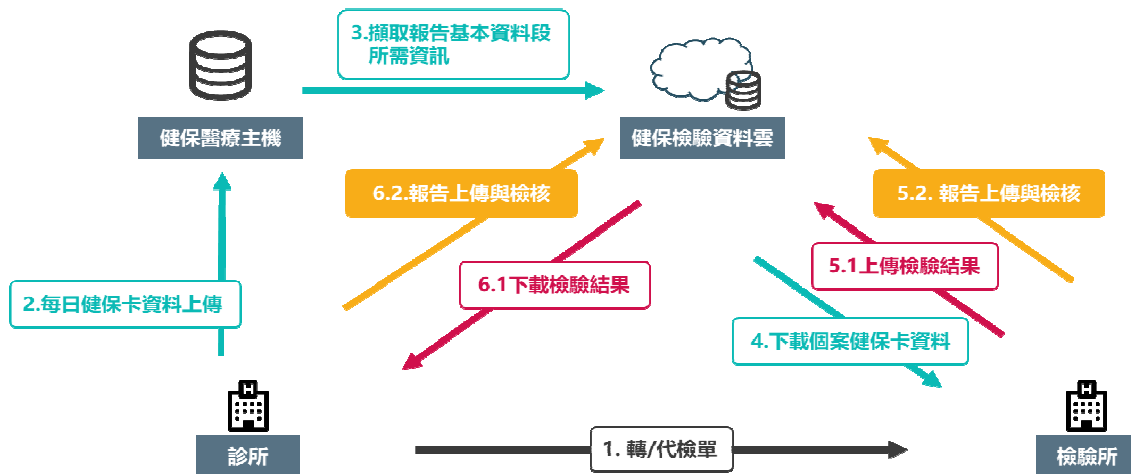 3.擷取報告基本資料段
所需資訊
健保醫療主機
健保檢驗資料雲
6.2.報告上傳與檢核
5.2. 報告上傳與檢核
6.1下載檢驗結果
5.1上傳檢驗結果
2.每日健保卡資料上傳
4.下載個案健保卡資料
H
H
診所
1. 轉/代檢單
檢驗所